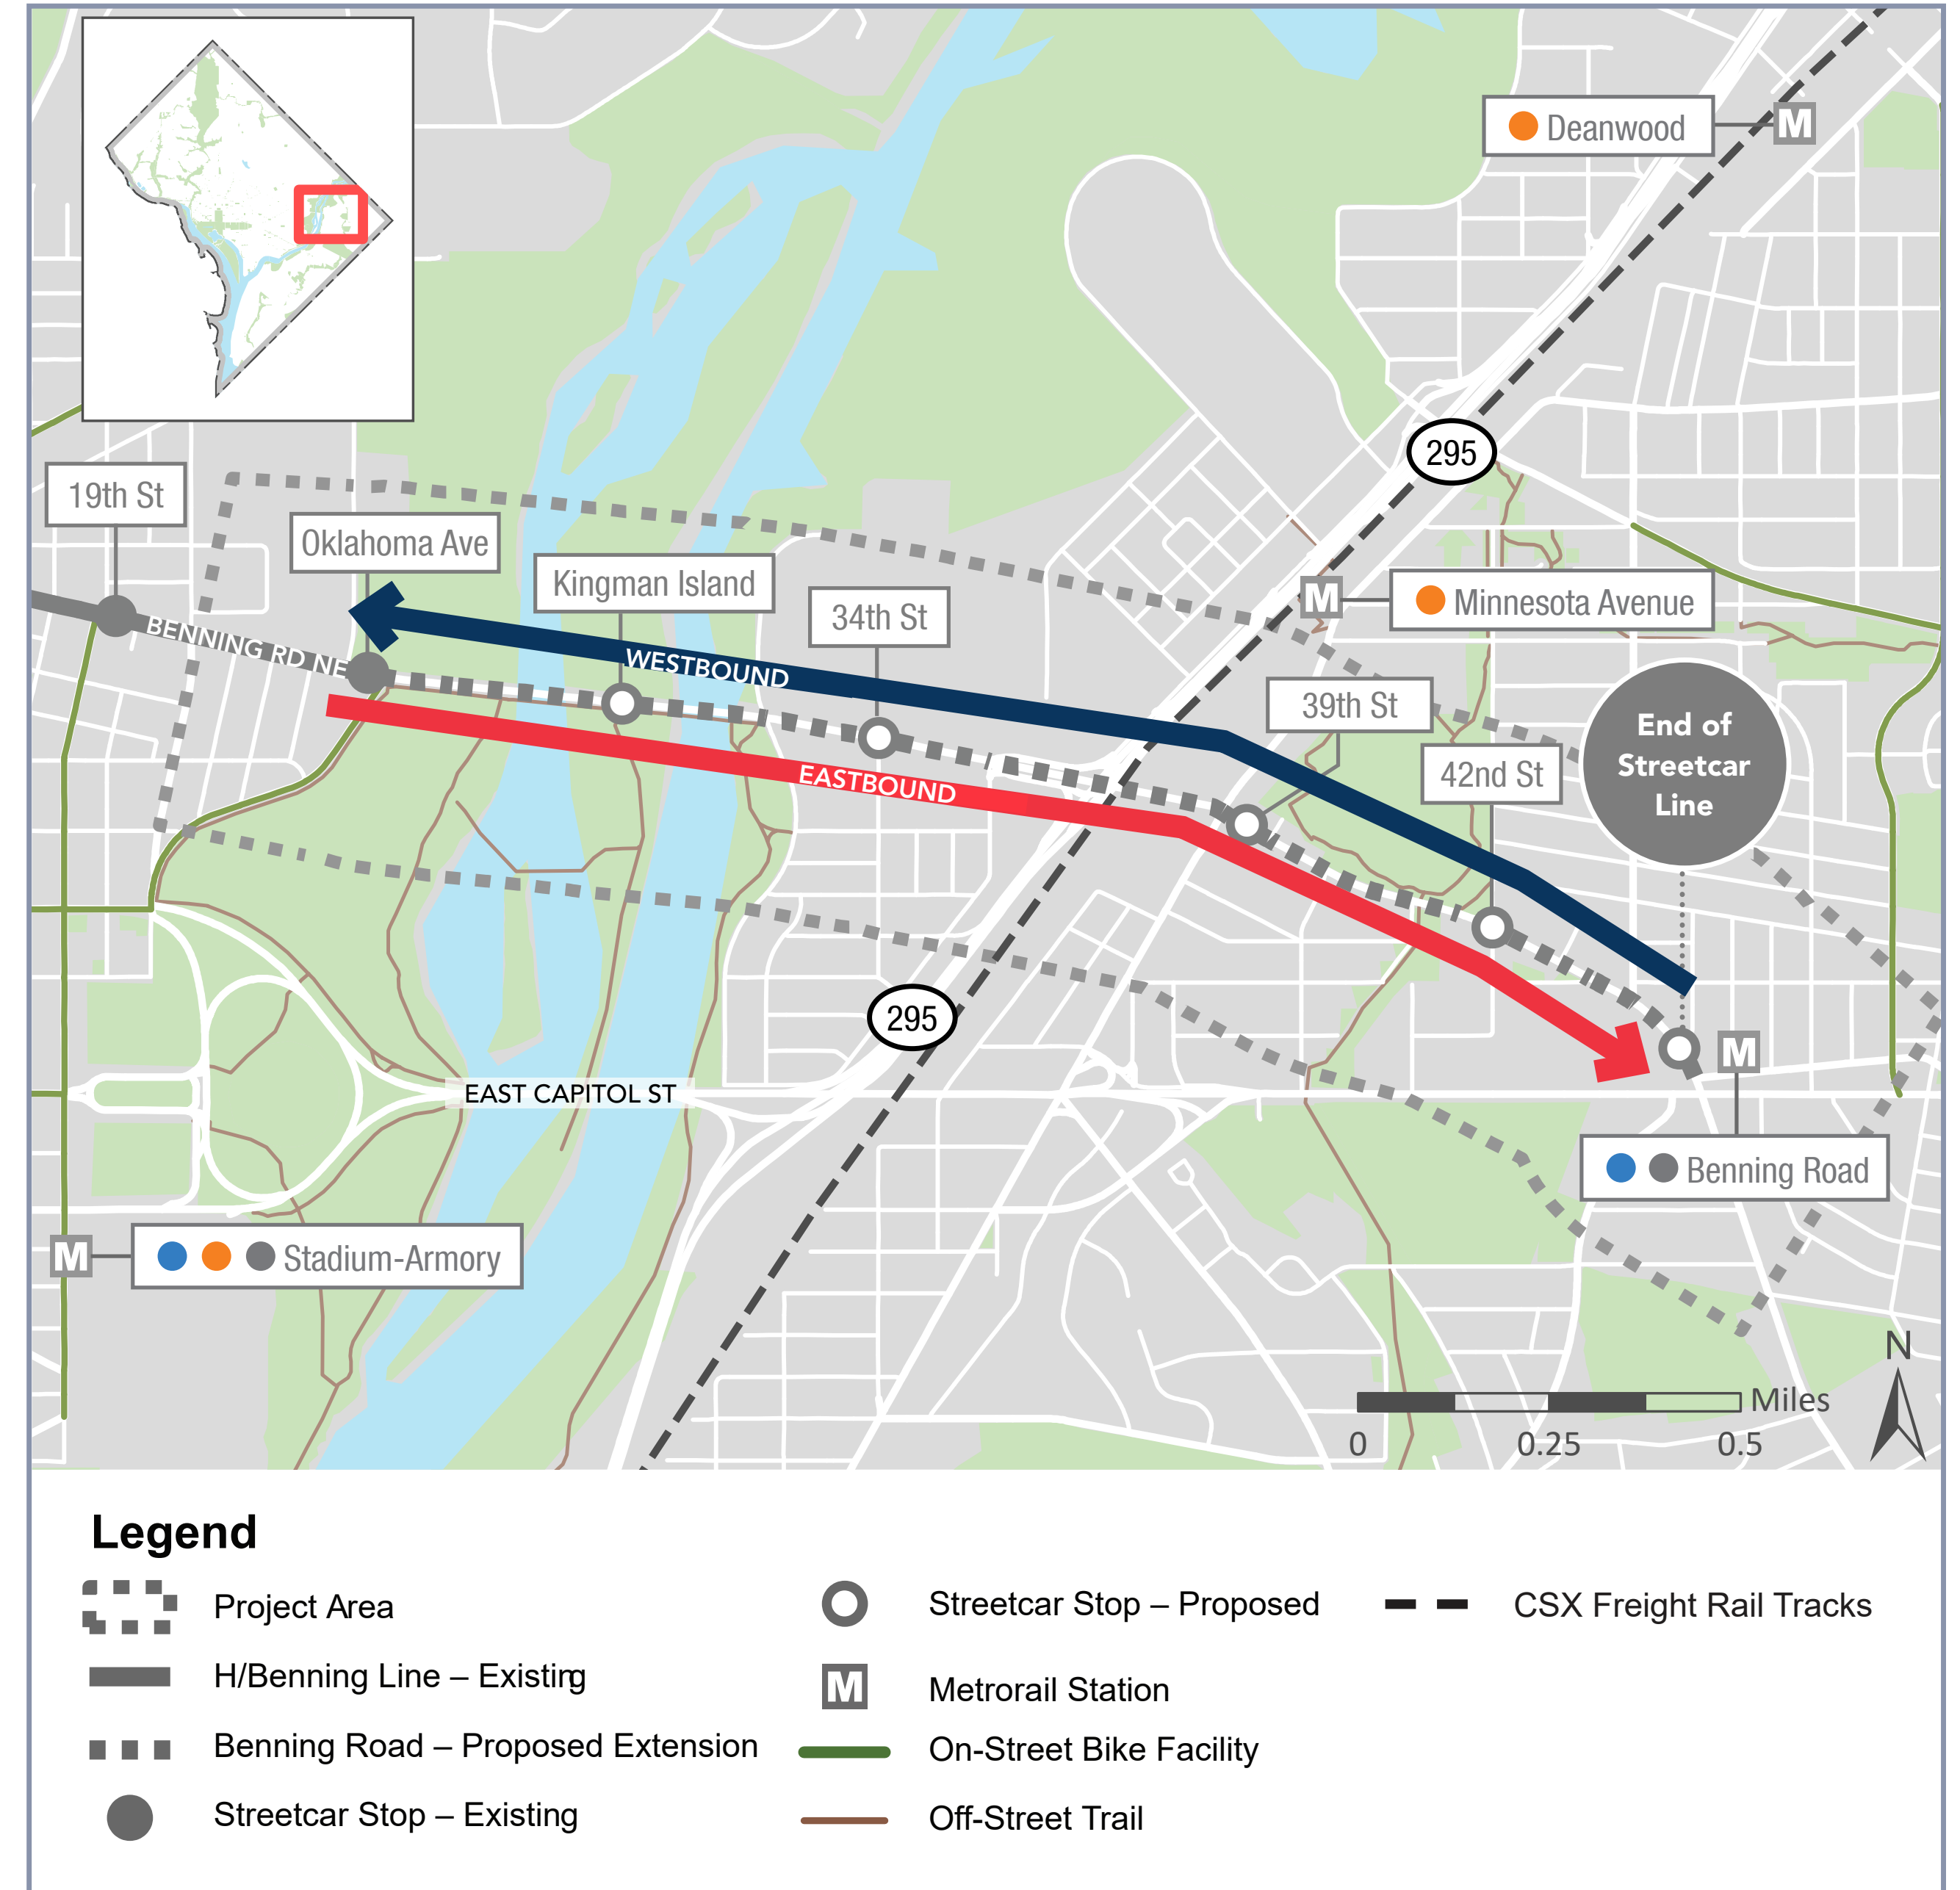 M
Deanwood
295
19th St
Oklahoma Ave
Kingman Island
34th St
M
Minnesota Avenue
BENNING RD NE
WESTBOUND
39th St
End of
Streetcar
Line
42nd St
EASTBOUND
295
M
EAST CAPITOL ST
Benning Road
M
Stadium-Armory
N
Miles
0
0.25
0.5
Legend
Project Area
H/Benning Line – Existing
Benning Road – Proposed Extension
Streetcar Stop – Existing
Streetcar Stop – Proposed
M
Metrorail Station
On-Street Bike Facility
Off-Street Trail
CSX Freight Rail Tracks